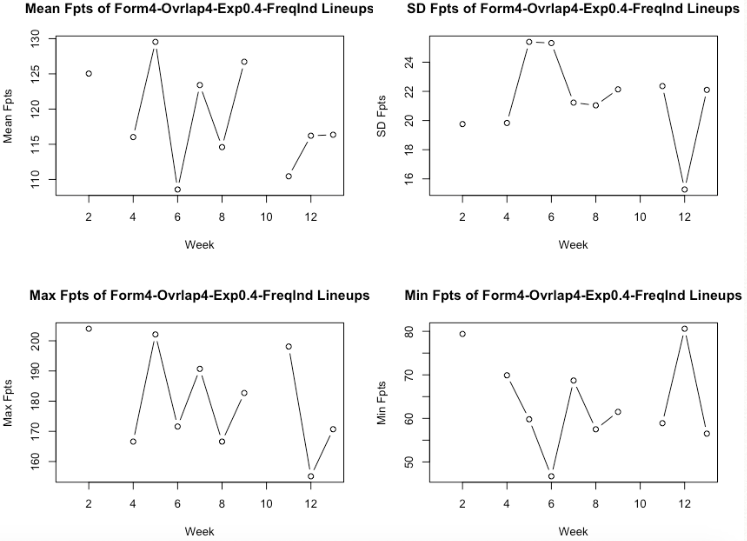 Mean Fpts of Form4-Ovrlap4-Exp0.4-FreqInd Lineups
Mean Fpts
130
125
120
115
110
2 4 6 8 10 12
Week
SD Fpts of Form4-Ovrlap4-Exp0.4-FreqInd Lineups
SD Fpts
24
22
20
18
16
2 4 6 8 10 12
Week
Max Fpts of Form4-Ovrlap4-Exp0.4-FreqInd Lineups
Max Fpts
200
190
180
170
160
2 4 6 8 10 12
Week
Min Fpts of Form4-Ovrlap4-Exp0.4-FreqInd Lineups
Min Fpts
80
70
60
50
2 4 6 8 10 12
Week